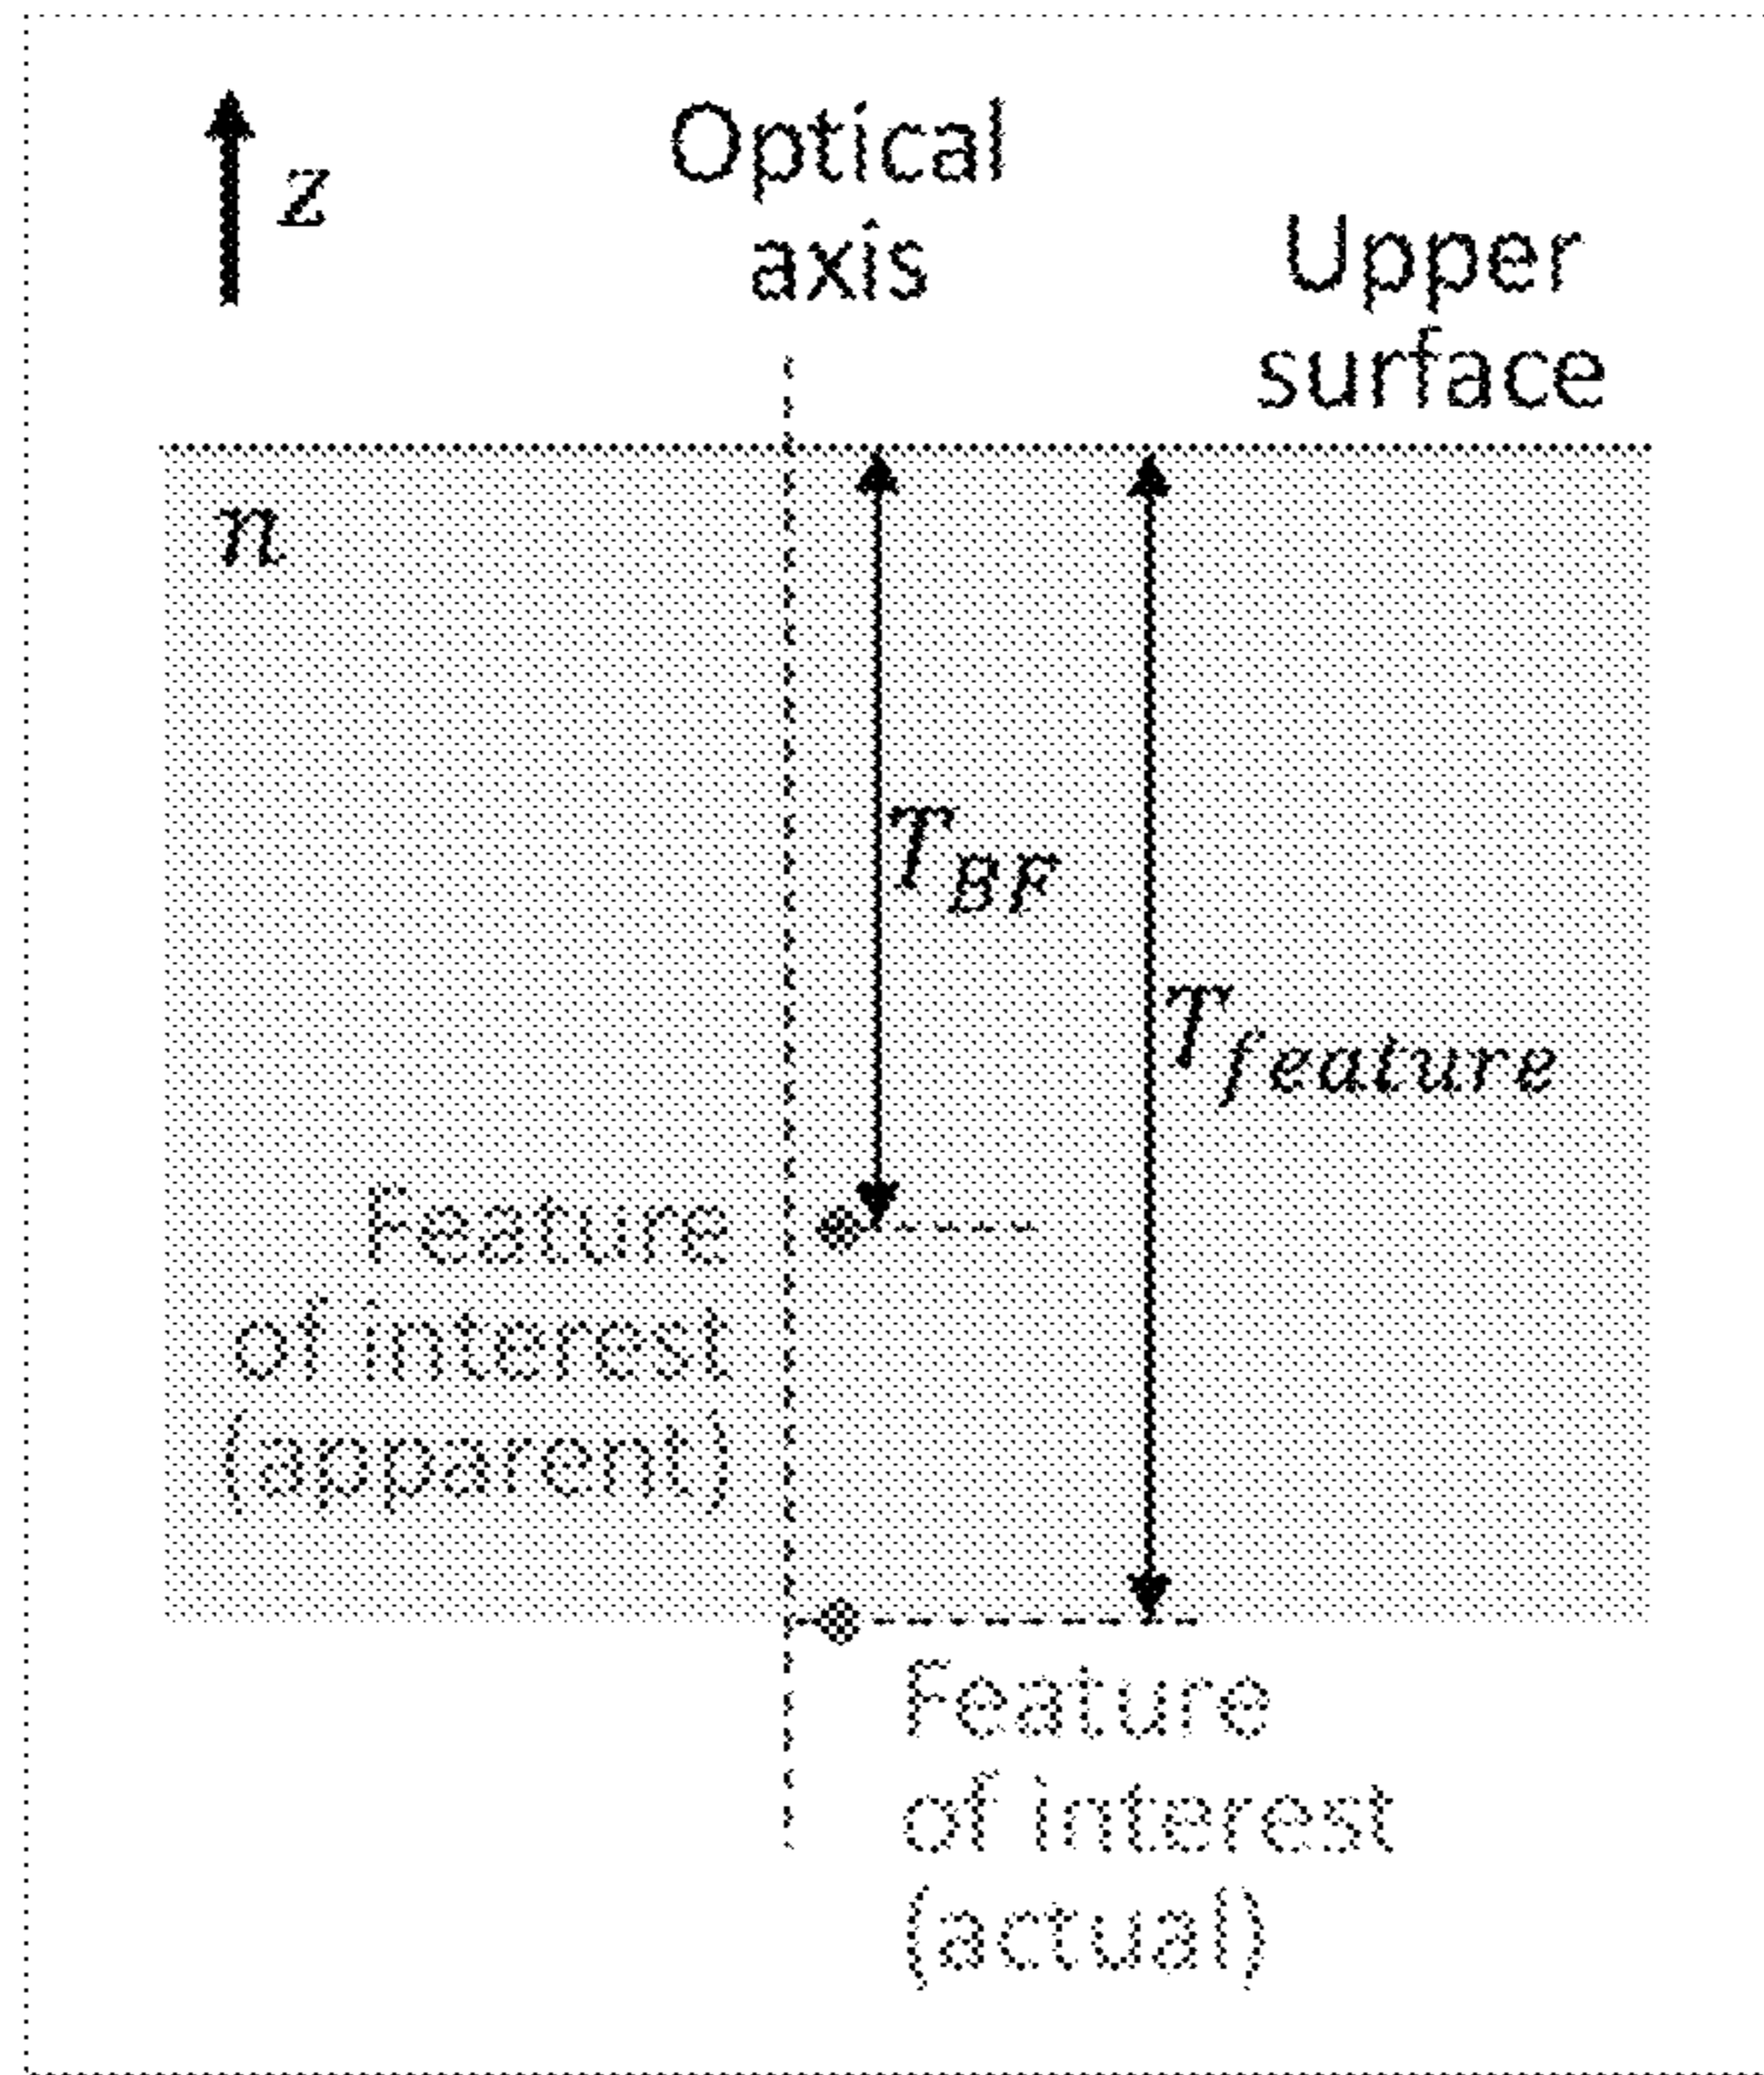 z
Optical
axis
Upper
surface
n
T_BF
T_feature
Feature
of interest
(apparent)
Feature
of interest
(actual)